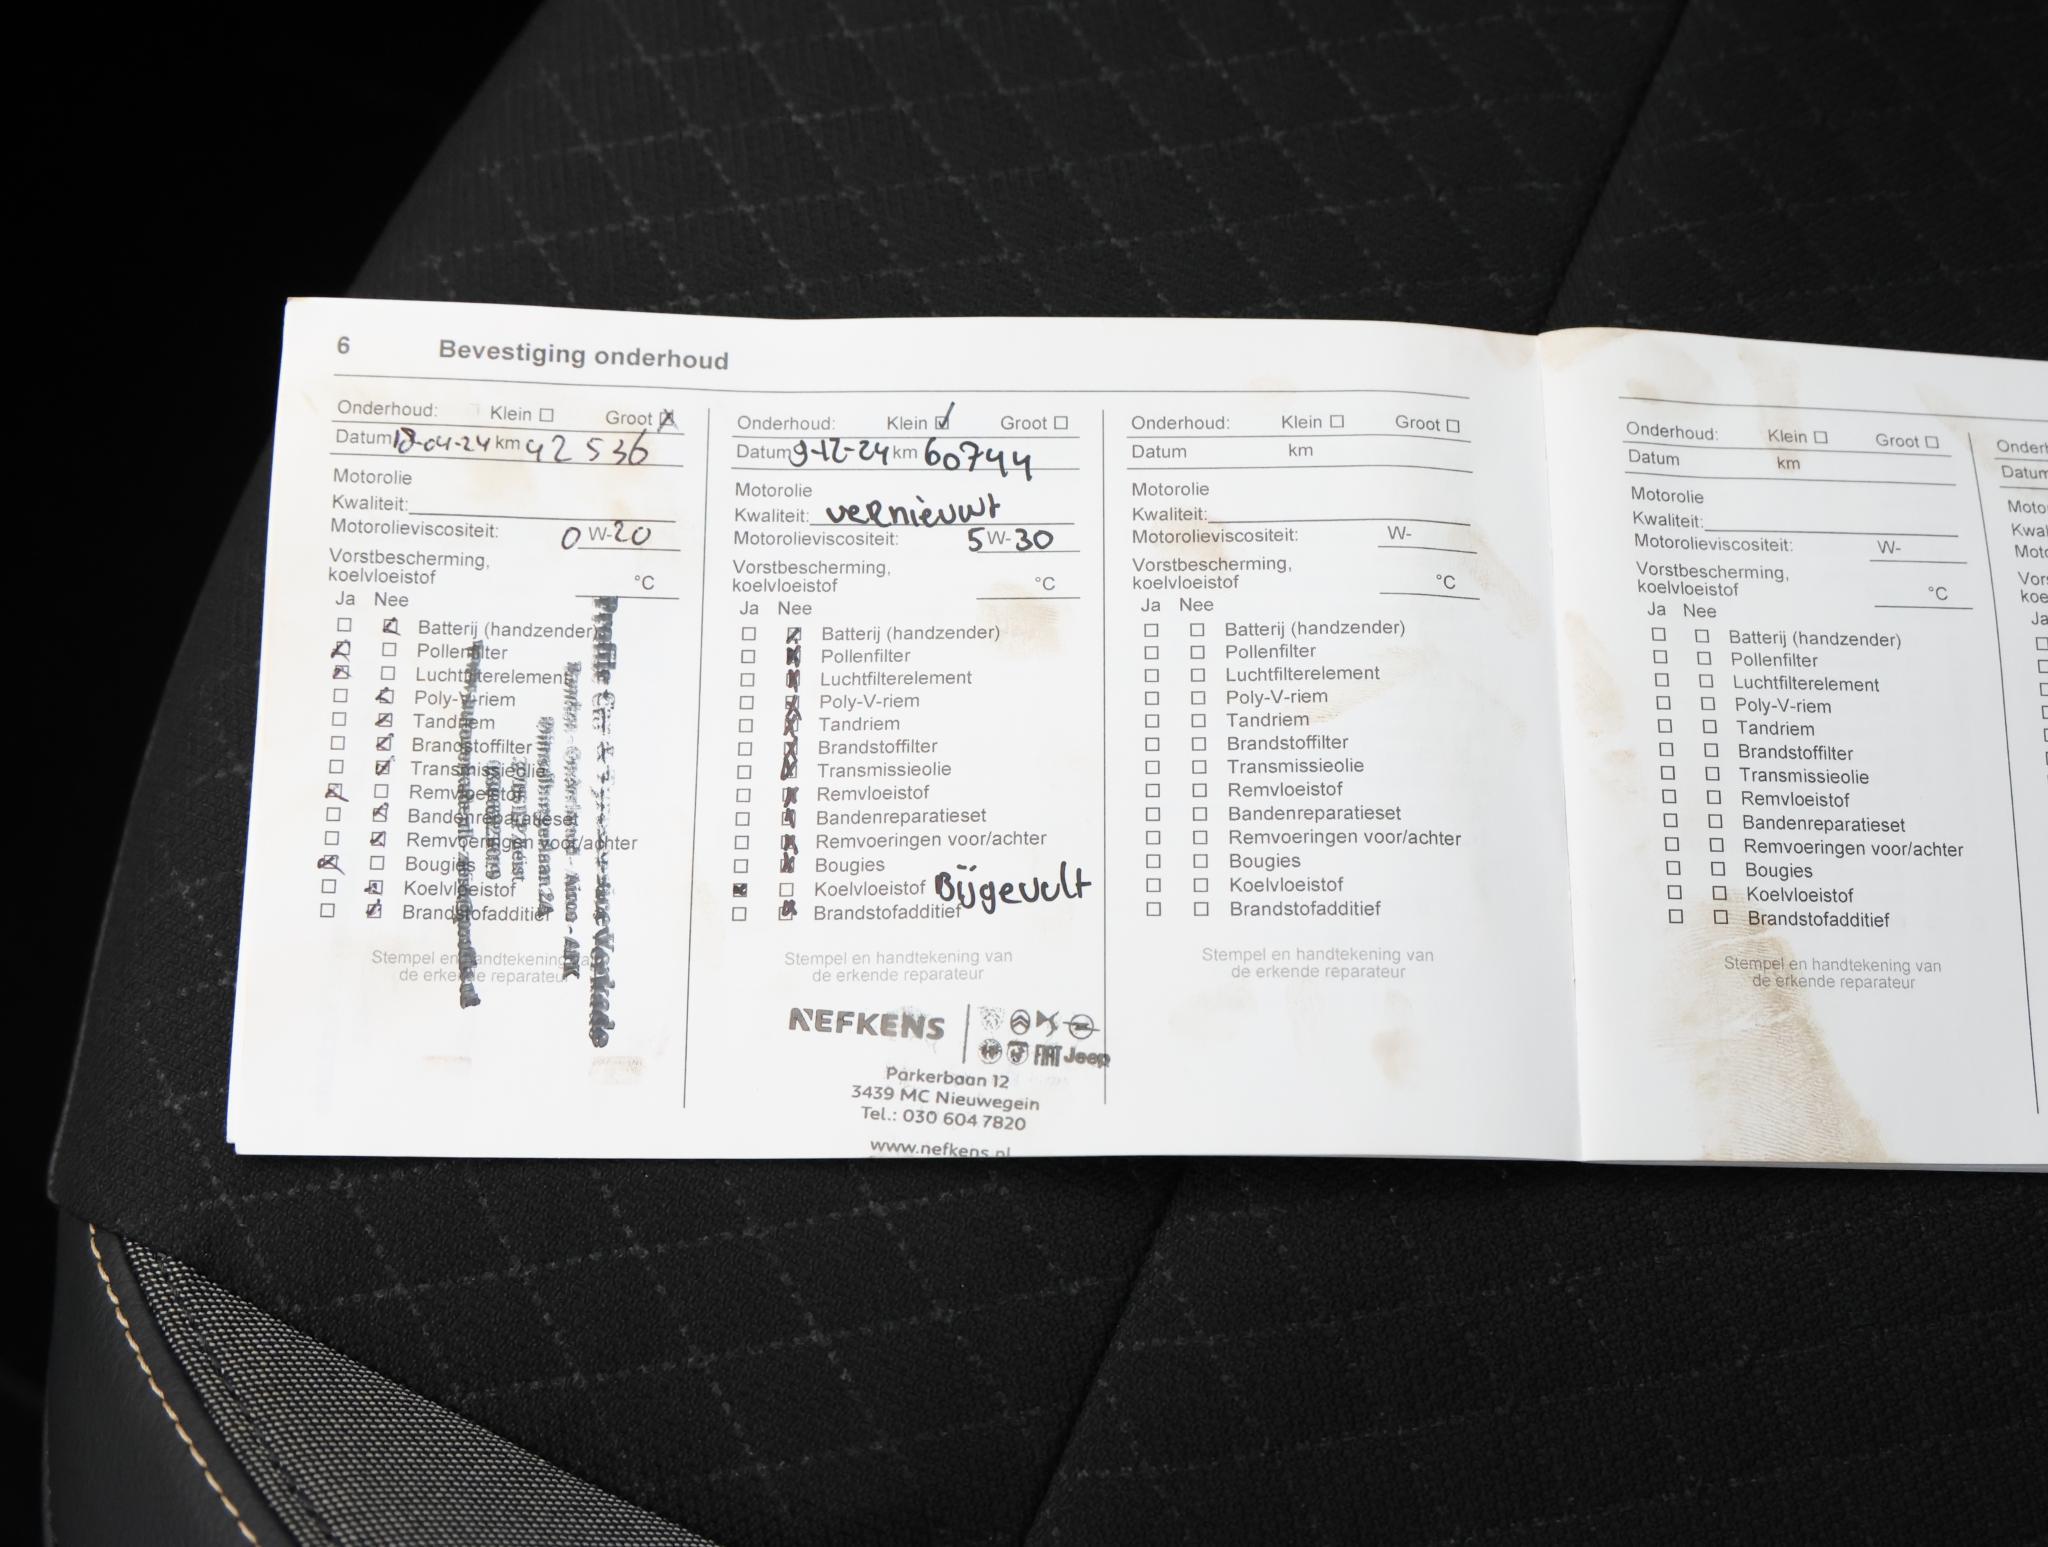 6 Bevestiging onderhoud
Onderhoud: Klein Groot
Datum 18-04-24 km 42536
Motorolie
Kwaliteit:
Motorolieviscositeit: 0 W-20
Vorstbescherming,
koelvloeistof °C
Ja Nee
Batterij (handzender)
Pollenfilter
Luchtfilterelement
Poly-V-riem
Tandriem
Brandstoffilter
Transmissieolie
Remvloeistof
Bandenreparatieset
Remvoeringen voor/achter
Bougies
Koelvloeistof
Brandstofadditief
Stempel en handtekening van
de erkende reparateur
Onderhoud: Klein Groot
Datum 9-12-24 km 60744
Motorolie
Kwaliteit: vernieuwt
Motorolieviscositeit: 5 W-30
Vorstbescherming,
koelvloeistof °C
Ja Nee
Batterij (handzender)
Pollenfilter
Luchtfilterelement
Poly-V-riem
Tandriem
Brandstoffilter
Transmissieolie
Remvloeistof
Bandenreparatieset
Remvoeringen voor/achter
Bougies
Koelvloeistof Bijgevult
Brandstofadditief
Stempel en handtekening van
de erkende reparateur
NEFKENS
FIAT Jeep
Parkerbaan 12
3439 MC Nieuwegein
Tel.: 030 604 7820
www.nefkens.nl
Onderhoud: Klein Groot
Datum km
Motorolie
Kwaliteit:
Motorolieviscositeit: W-
Vorstbescherming,
koelvloeistof °C
Ja Nee
Batterij (handzender)
Pollenfilter
Luchtfilterelement
Poly-V-riem
Tandriem
Brandstoffilter
Transmissieolie
Remvloeistof
Bandenreparatieset
Remvoeringen voor/achter
Bougies
Koelvloeistof
Brandstofadditief
Stempel en handtekening van
de erkende reparateur
Onderhoud: Klein Groot
Datum km
Motorolie
Kwaliteit:
Motorolieviscositeit: W-
Vorstbescherming,
koelvloeistof °C
Ja Nee
Batterij (handzender)
Pollenfilter
Luchtfilterelement
Poly-V-riem
Tandriem
Brandstoffilter
Transmissieolie
Remvloeistof
Bandenreparatieset
Remvoeringen voor/achter
Bougies
Koelvloeistof
Brandstofadditief
Stempel en handtekening van
de erkende reparateur